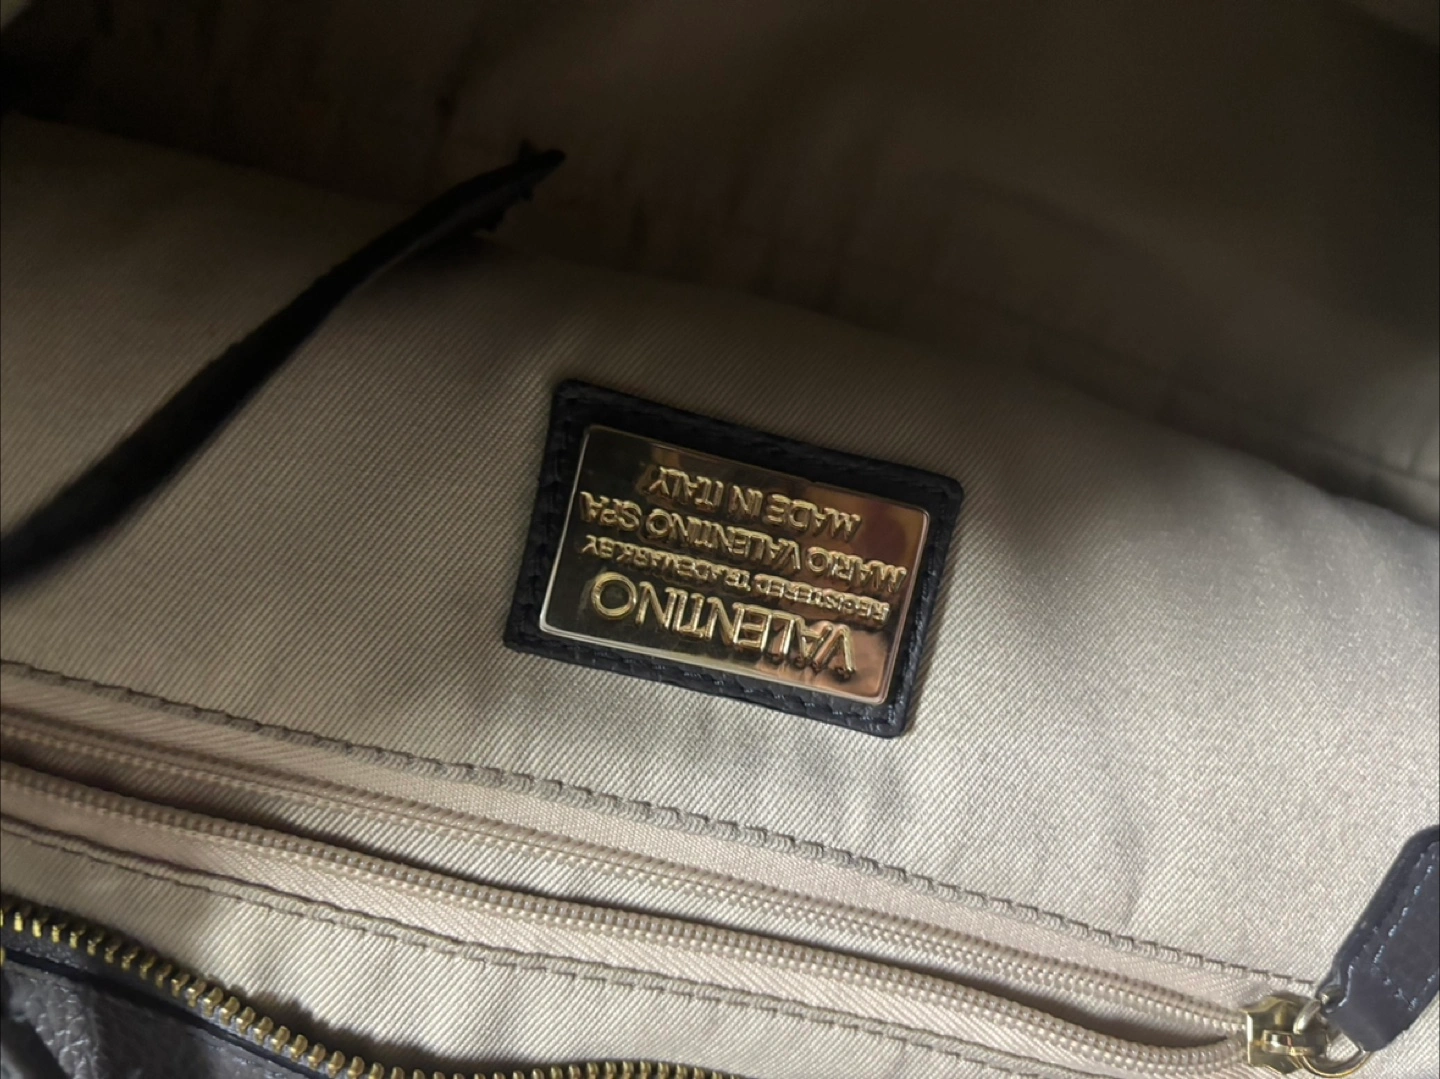 VALENTINO
REGISTERED TRADEMARK BY
MARIO VALENTINO SPA
MADE IN ITALY